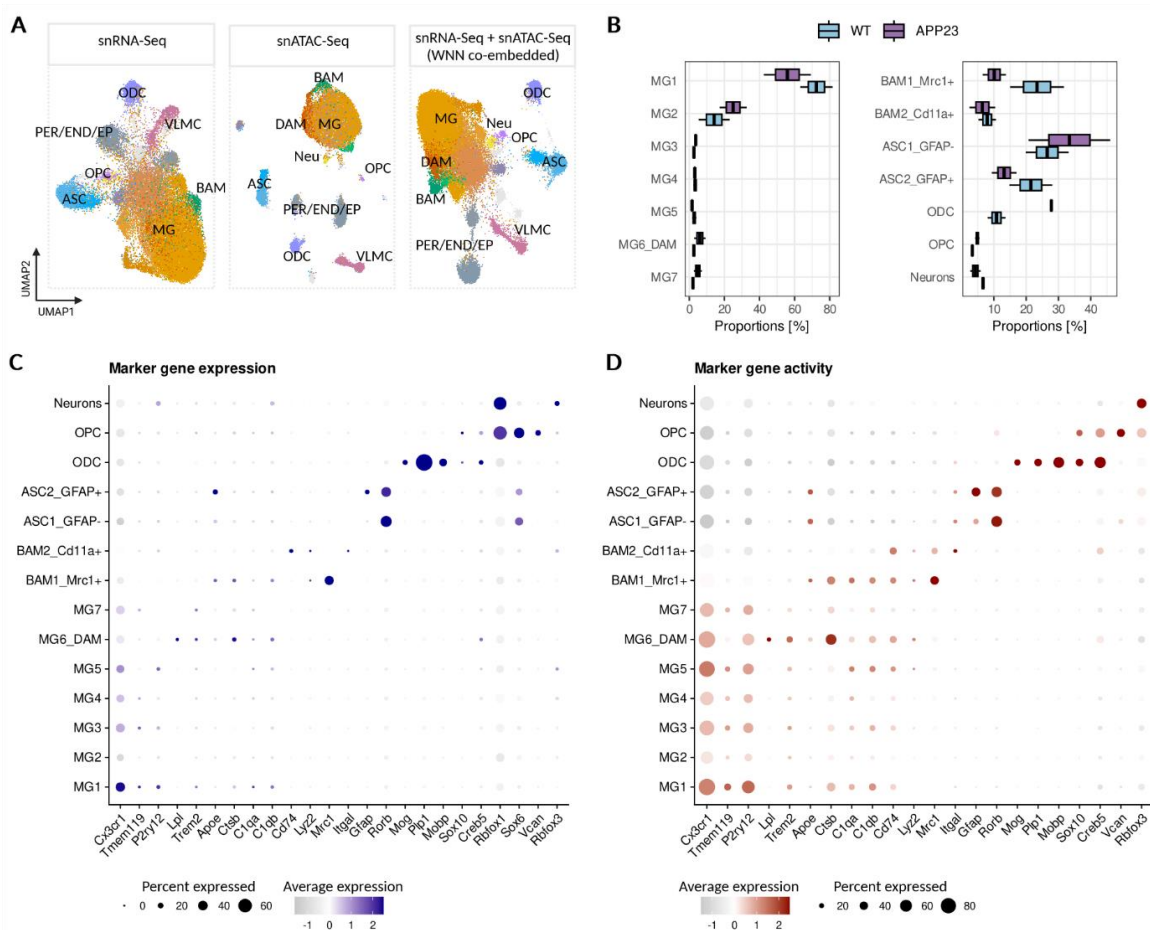 A
snRNA-Seq
snATAC-Seq
snRNA-Seq + snATAC-Seq
(WNN co-embedded)
ODC
PER/END/EP
VLMC
OPC
ASC
BAM
MG
BAM
DAM
MG
Neu
OPC
ASC
PER/END/EP
ODC
VLMC
MG
ODC
Neu
OPC
ASC
DAM
BAM
VLMC
PER/END/EP
UMAP2
UMAP1
B
WT
APP23
MG1
MG2
MG3
MG4
MG5
MG6_DAM
MG7
0 20 40 60 80
Proportions [%]
BAM1_Mrc1+
BAM2_Cd11a+
ASC1_GFAP-
ASC2_GFAP+
ODC
OPC
Neurons
10 20 30 40
Proportions [%]
C
Marker gene expression
Neurons
OPC
ODC
ASC2_GFAP+
ASC1_GFAP-
BAM2_Cd11a+
BAM1_Mrc1+
MG7
MG6_DAM
MG5
MG4
MG3
MG2
MG1
Cx3cr1
Tmem119
P2ry12
Lpl
Trem2
Apoe
Ctsb
C1qa
C1qb
Cd74
Lyz2
Mrc1
Itgal
Gfap
Rorb
Mog
Plp1
Mobp
Sox10
Creb5
Rbfox1
Sox6
Vcan
Rbfox3
Percent expressed
0 20 40 60
Average expression
-1 0 1 2
D
Marker gene activity
Neurons
OPC
ODC
ASC2_GFAP+
ASC1_GFAP-
BAM2_Cd11a+
BAM1_Mrc1+
MG7
MG6_DAM
MG5
MG4
MG3
MG2
MG1
Cx3cr1
Tmem119
P2ry12
Lpl
Trem2
Apoe
Ctsb
C1qa
C1qb
Cd74
Lyz2
Mrc1
Itgal
Gfap
Rorb
Mog
Plp1
Mobp
Sox10
Creb5
Vcan
Rbfox3
Average expression
-1 0 1 2
Percent expressed
20 40 60 80